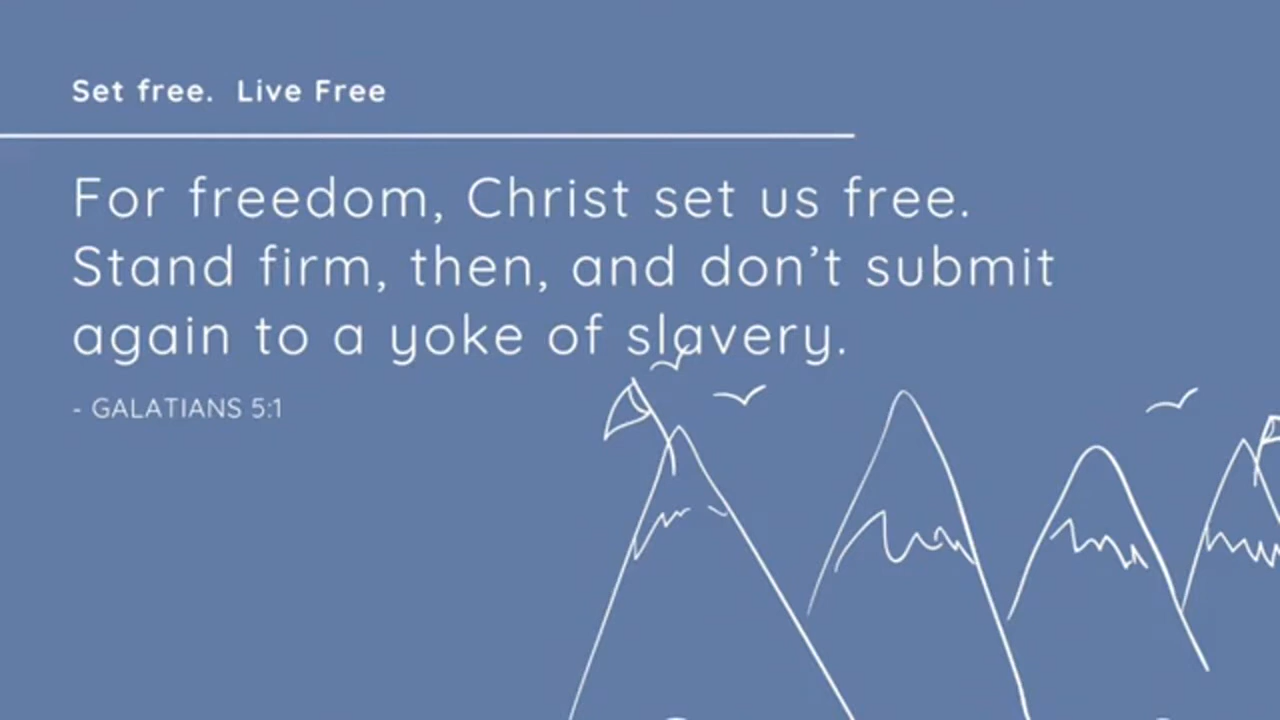 Set free. Live Free
For freedom, Christ set us free.
Stand firm, then, and don’t submit
again to a yoke of slavery.
- GALATIANS 5:1